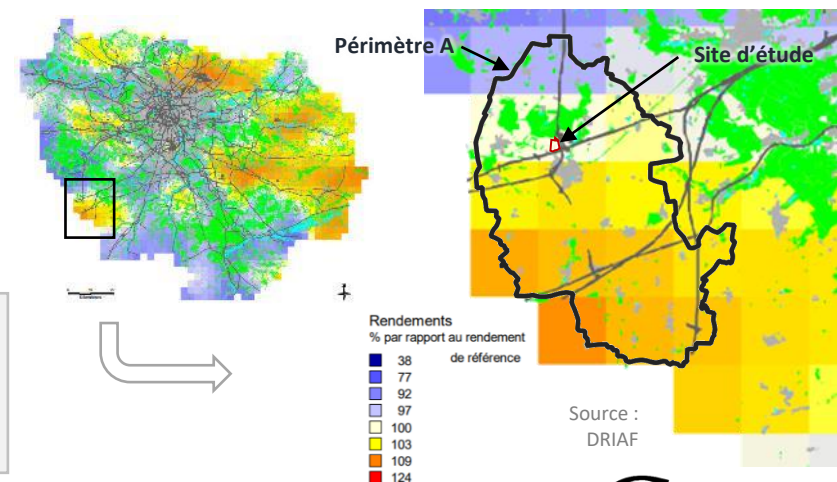 Périmètre A
Site d'étude
Rendements
% par rapport au rendement
de référence
38
77
92
97
100
103
109
124
Source :
DRIAF